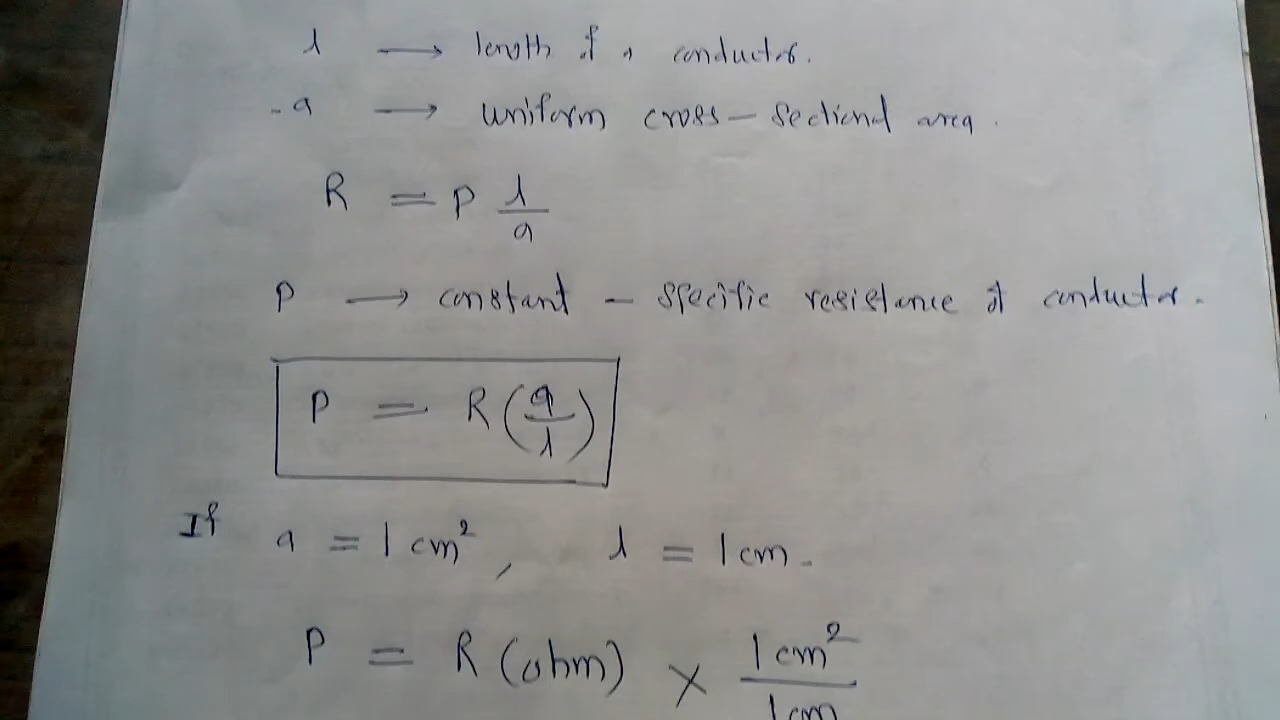 l → length of a conductor.
a → uniform cross-sectional area.
R = ρ l/a
ρ → constant - specific resistance of conductor.
ρ = R(a/l)
If a = 1 cm², l = 1 cm.
ρ = R (ohm) × 1 cm²/1 cm